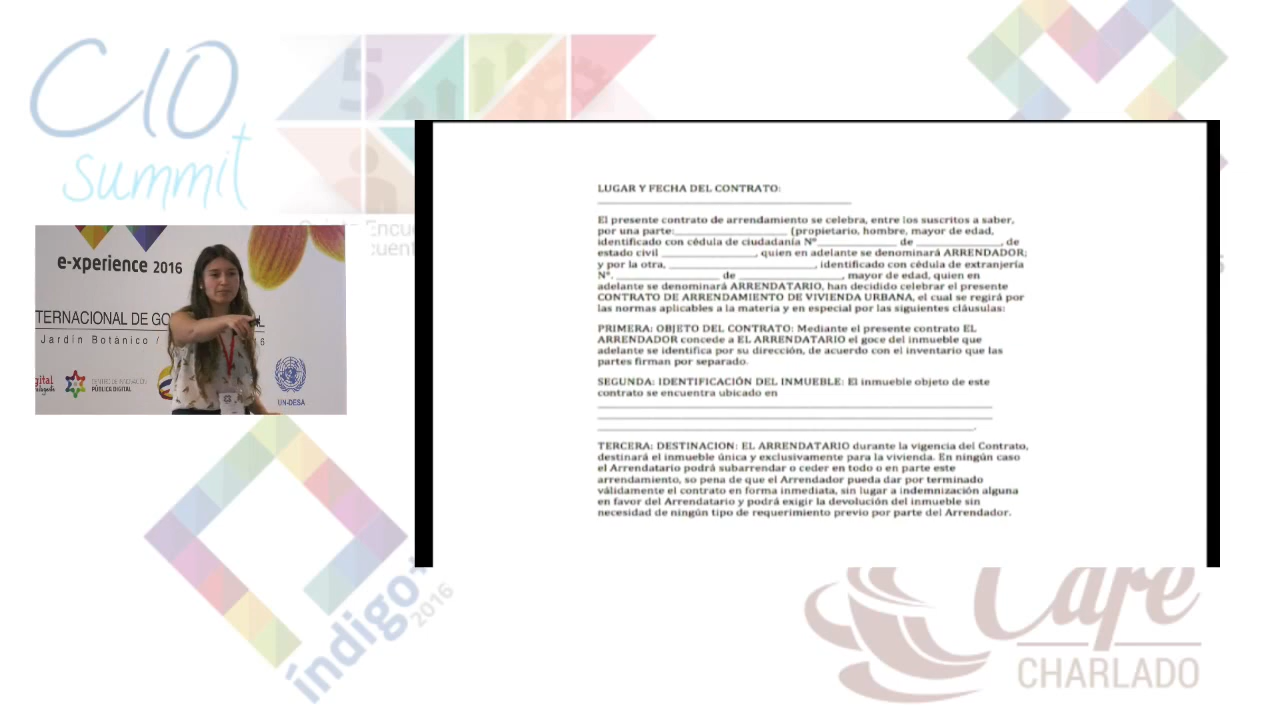 CIO
summit
5
e-xperience 2016
TERNACIONAL DE GO
Jardín Botánico /
16
UN-DESA
LUGAR Y FECHA DEL CONTRATO:
El presente contrato de arrendamiento se celebra, entre los suscritos a saber,
por una parte:____________________ (propietario, hombre, mayor de edad,
identificado con cédula de ciudadanía Nº______________ de _______________, de
estado civil _________________, quien en adelante se denominará ARRENDADOR;
y por la otra, __________________________, identificado con cédula de extranjería
Nº. __________________ de ___________________, mayor de edad, quien en
adelante se denominará ARRENDATARIO, han decidido celebrar el presente
CONTRATO DE ARRENDAMIENTO DE VIVIENDA URBANA, el cual se regirá por
las normas aplicables a la materia y en especial por las siguientes cláusulas:
PRIMERA: OBJETO DEL CONTRATO: Mediante el presente contrato EL
ARRENDADOR concede a EL ARRENDATARIO el goce del inmueble que
adelante se identifica por su dirección, de acuerdo con el inventario que las
partes firman por separado.
SEGUNDA: IDENTIFICACIÓN DEL INMUEBLE: El inmueble objeto de este
contrato se encuentra ubicado en
TERCERA: DESTINACION: EL ARRENDATARIO durante la vigencia del Contrato,
destinará el inmueble única y exclusivamente para la vivienda. En ningún caso
el Arrendatario podrá subarrendar o ceder en todo o en parte este
arrendamiento, so pena de que el Arrendador pueda dar por terminado
válidamente el contrato en forma inmediata, sin lugar a indemnización alguna
en favor del Arrendatario y podrá exigir la devolución del inmueble sin
necesidad de ningún tipo de requerimiento previo por parte del Arrendador.
índigo+
2016
Café
CHARLADO